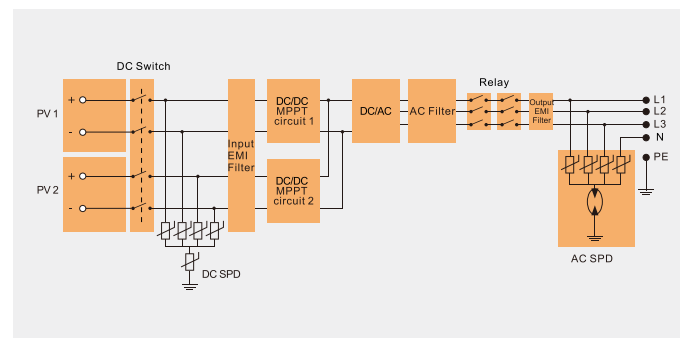 DC Switch
PV 1
+
-
PV 2
+
-
Input
EMI
Filter
DC/DC
MPPT
circuit 1
DC/DC
MPPT
circuit 2
DC/AC
AC Filter
Relay
Output
EMI
Filter
L1
L2
L3
N
PE
DC SPD
AC SPD